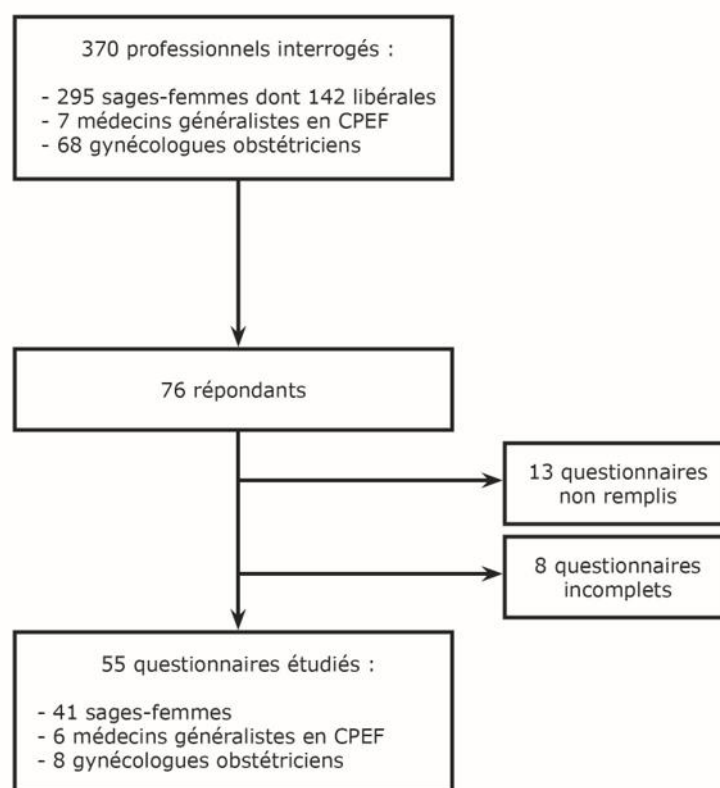 370 professionnels interrogés :
- 295 sages-femmes dont 142 libérales
- 7 médecins généralistes en CPEF
- 68 gynécologues obstétriciens
76 répondants
13 questionnaires
non remplis
8 questionnaires
incomplets
55 questionnaires étudiés :
- 41 sages-femmes
- 6 médecins généralistes en CPEF
- 8 gynécologues obstétriciens